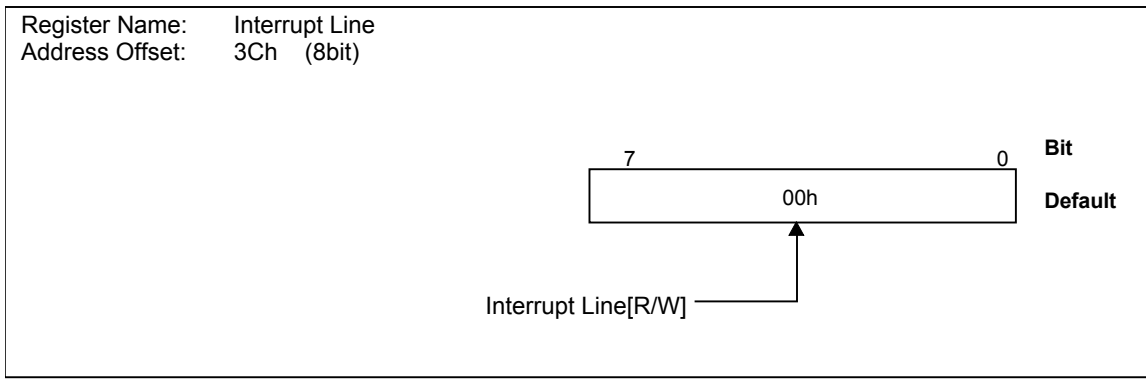 Register Name: Interrupt Line
Address Offset: 3Ch (8bit)
7 0 Bit
00h Default
Interrupt Line[R/W]